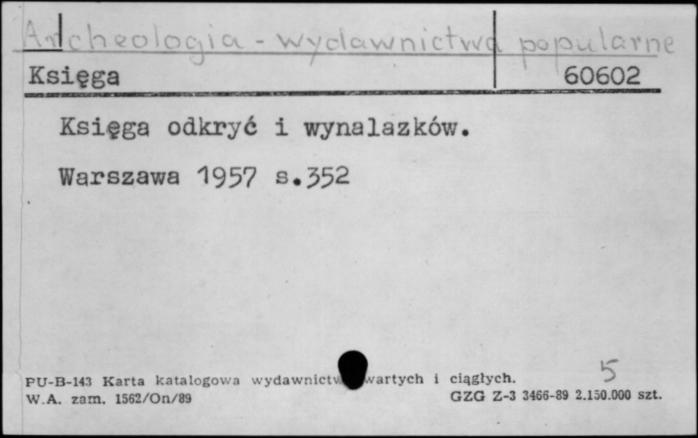 Archeologia - wydawnictwa popularne
Księga 60602
Księga odkryć i wynalazków.
Warszawa 1957 s.352
5
PU-B-143 Karta katalogowa wydawnictw wartych i ciągłych.
W.A. zam. 1562/On/89 GZG Z-3 3466-89 2.150.000 szt.